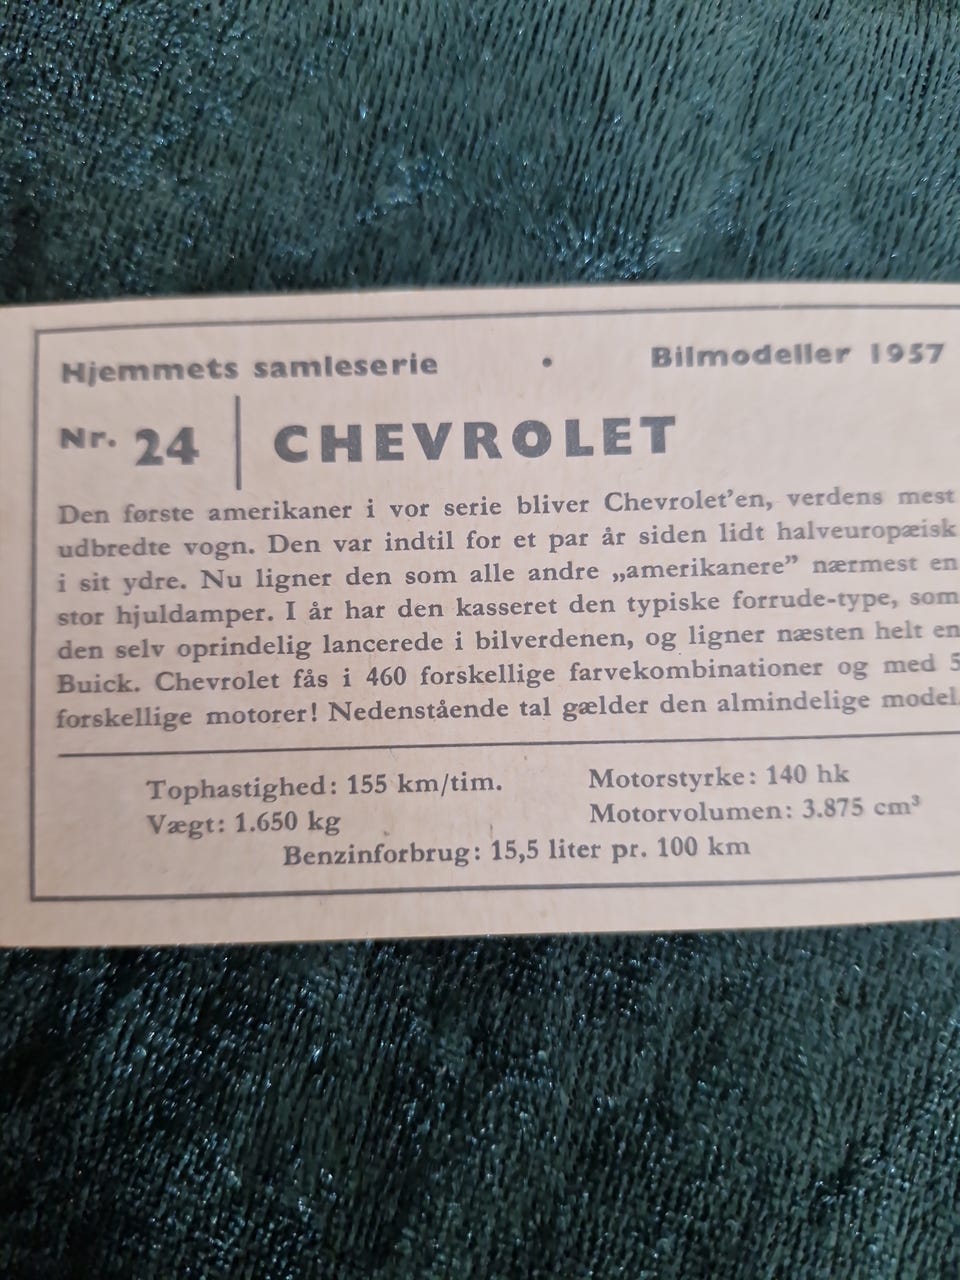 Hjemmets samleserie • Bilmodeller 1957
Nr. 24 | CHEVROLET
Den første amerikaner i vor serie bliver Chevrolet'en, verdens mest
udbredte vogn. Den var indtil for et par år siden lidt halveuropæisk
i sit ydre. Nu ligner den som alle andre „amerikanere” nærmest en
stor hjuldamper. I år har den kasseret den typiske forrude-type, som
den selv oprindelig lancerede i bilverdenen, og ligner næsten helt en
Buick. Chevrolet fås i 460 forskellige farvekombinationer og med 5
forskellige motorer! Nedenstående tal gælder den almindelige model.
Tophastighed: 155 km/tim. Motorstyrke: 140 hk
Vægt: 1.650 kg Motorvolumen: 3.875 cm³
Benzinforbrug: 15,5 liter pr. 100 km